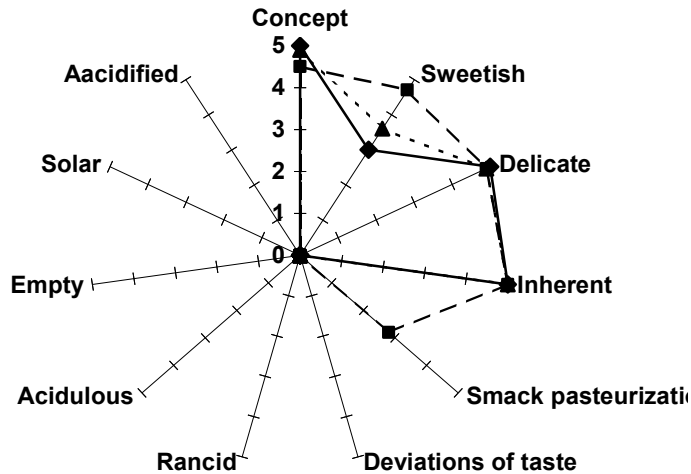 Concept
5
Aacidified
Sweetish
4
3
Solar
Delicate
2
1
0
Empty
Inherent
Acidulous
Smack pasteurizatio
Rancid
Deviations of taste